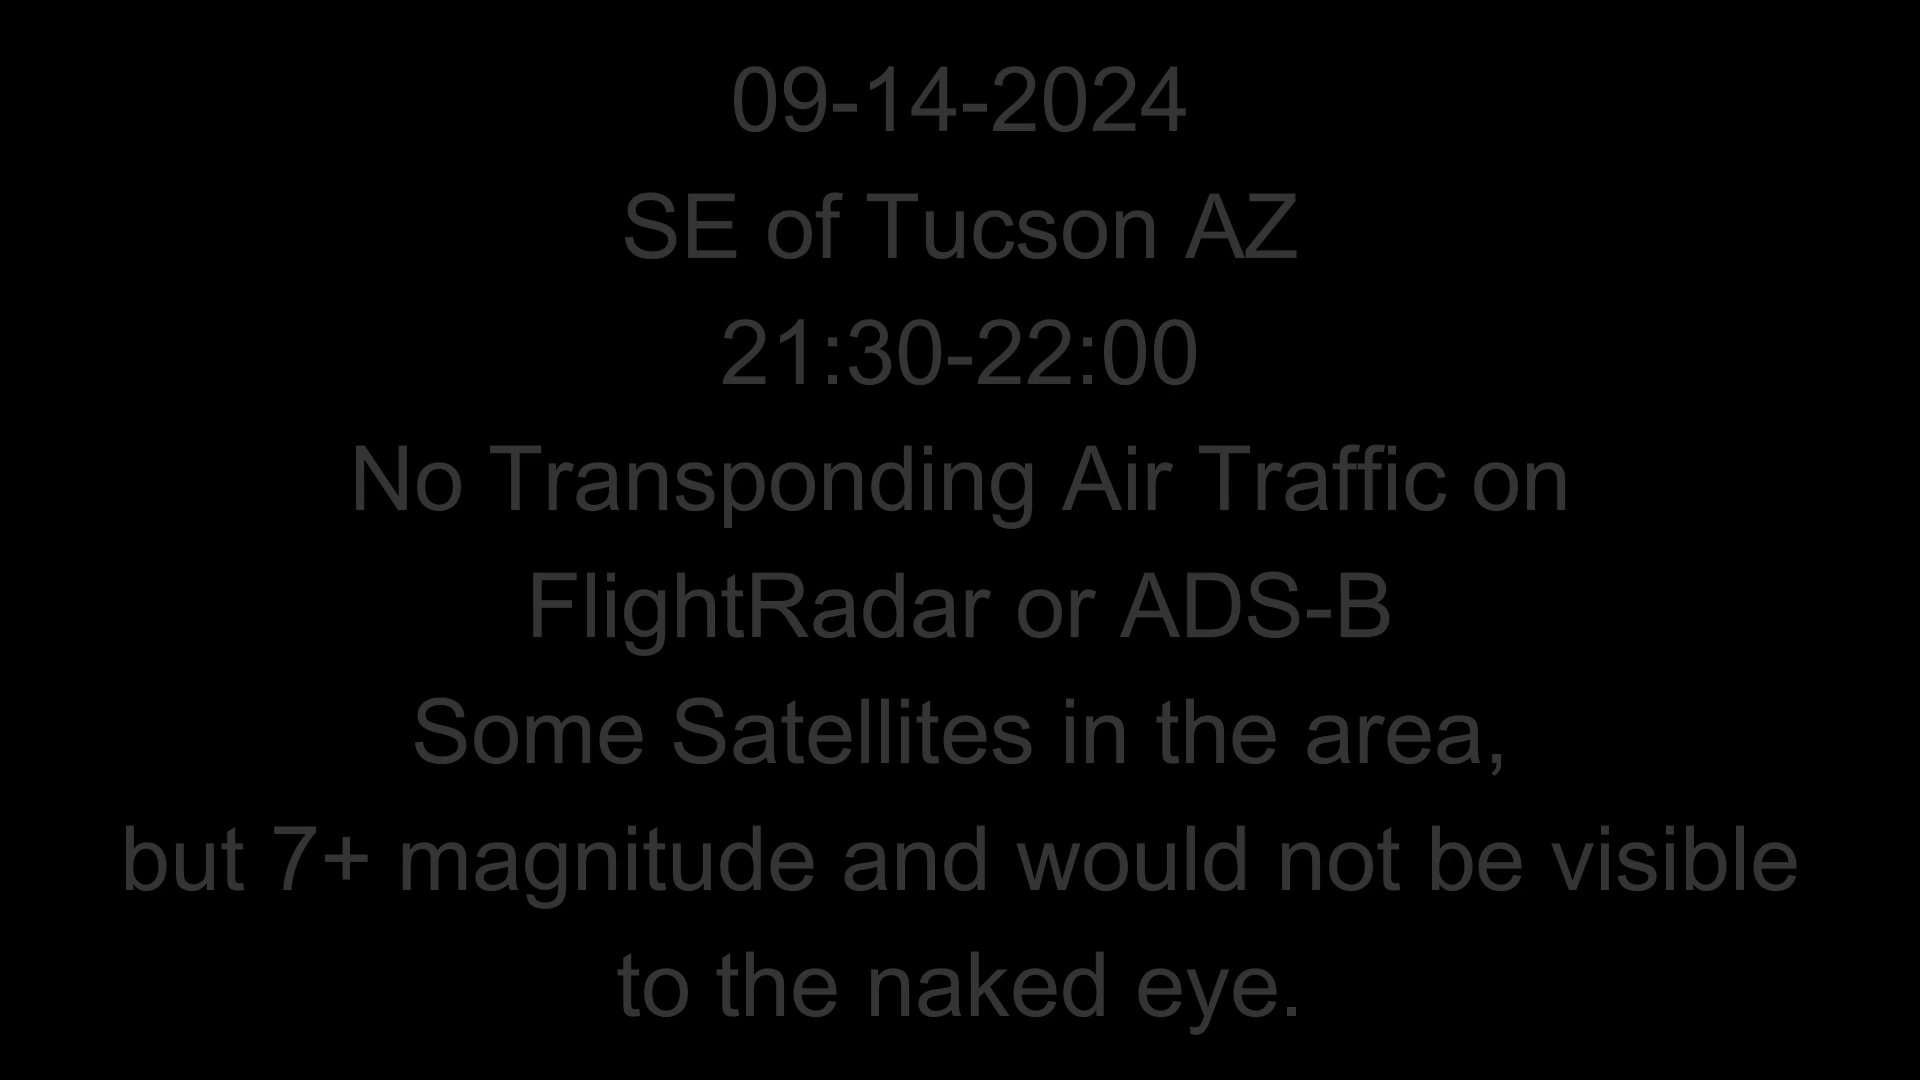 09-14-2024
SE of Tucson AZ
21:30-22:00
No Transponding Air Traffic on
FlightRadar or ADS-B
Some Satellites in the area,
but 7+ magnitude and would not be visible
to the naked eye.